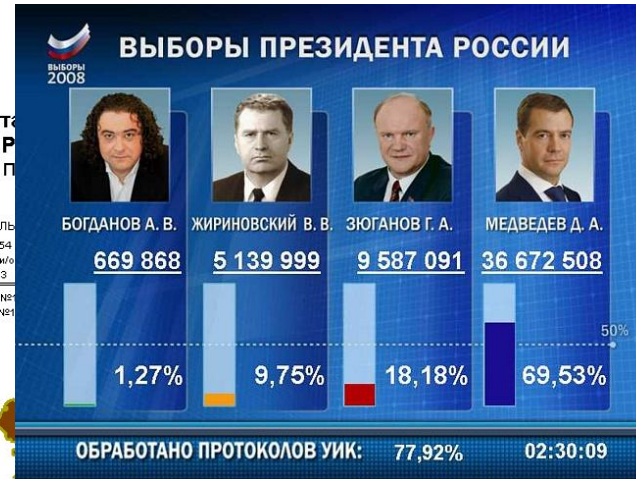 ВЫБОРЫ ПРЕЗИДЕНТА РОССИИ
ВЫБОРЫ
2008
БОГДАНОВ А. В. ЖИРИНОВСКИЙ В. В. ЗЮГАНОВ Г. А. МЕДВЕДЕВ Д. А.
669 868 5 139 999 9 587 091 36 672 508
50%
1,27% 9,75% 18,18% 69,53%
ОБРАБОТАНО ПРОТОКОЛОВ УИК: 77,92% 02:30:09